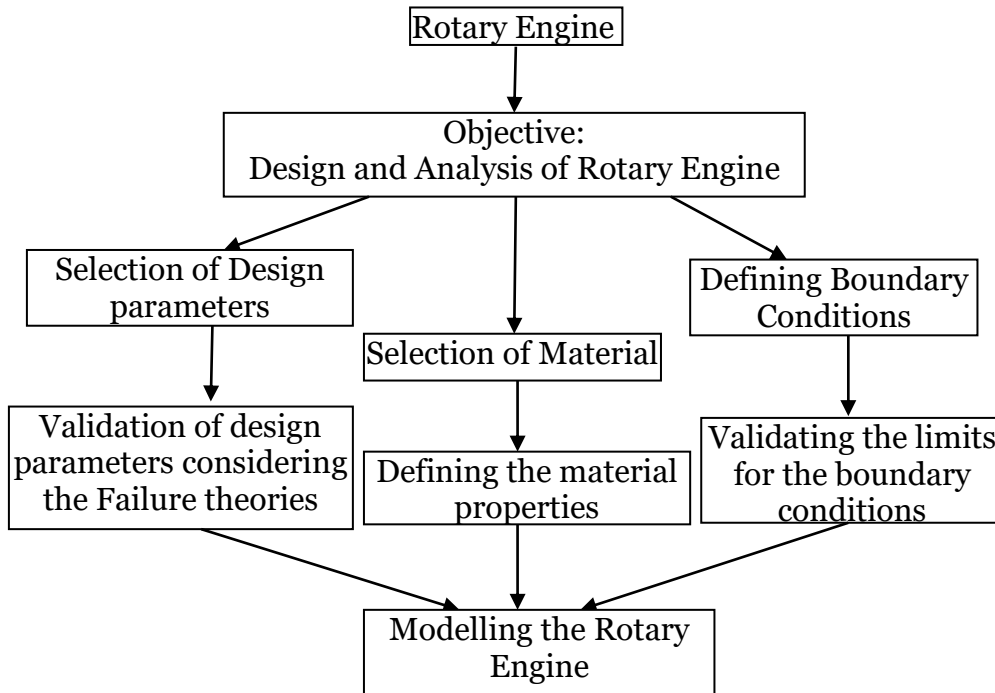 Rotary Engine
Objective:
Design and Analysis of Rotary Engine
Selection of Design
parameters
Defining Boundary
Conditions
Selection of Material
Validation of design
parameters considering
the Failure theories
Defining the material
properties
Validating the limits
for the boundary
conditions
Modelling the Rotary
Engine